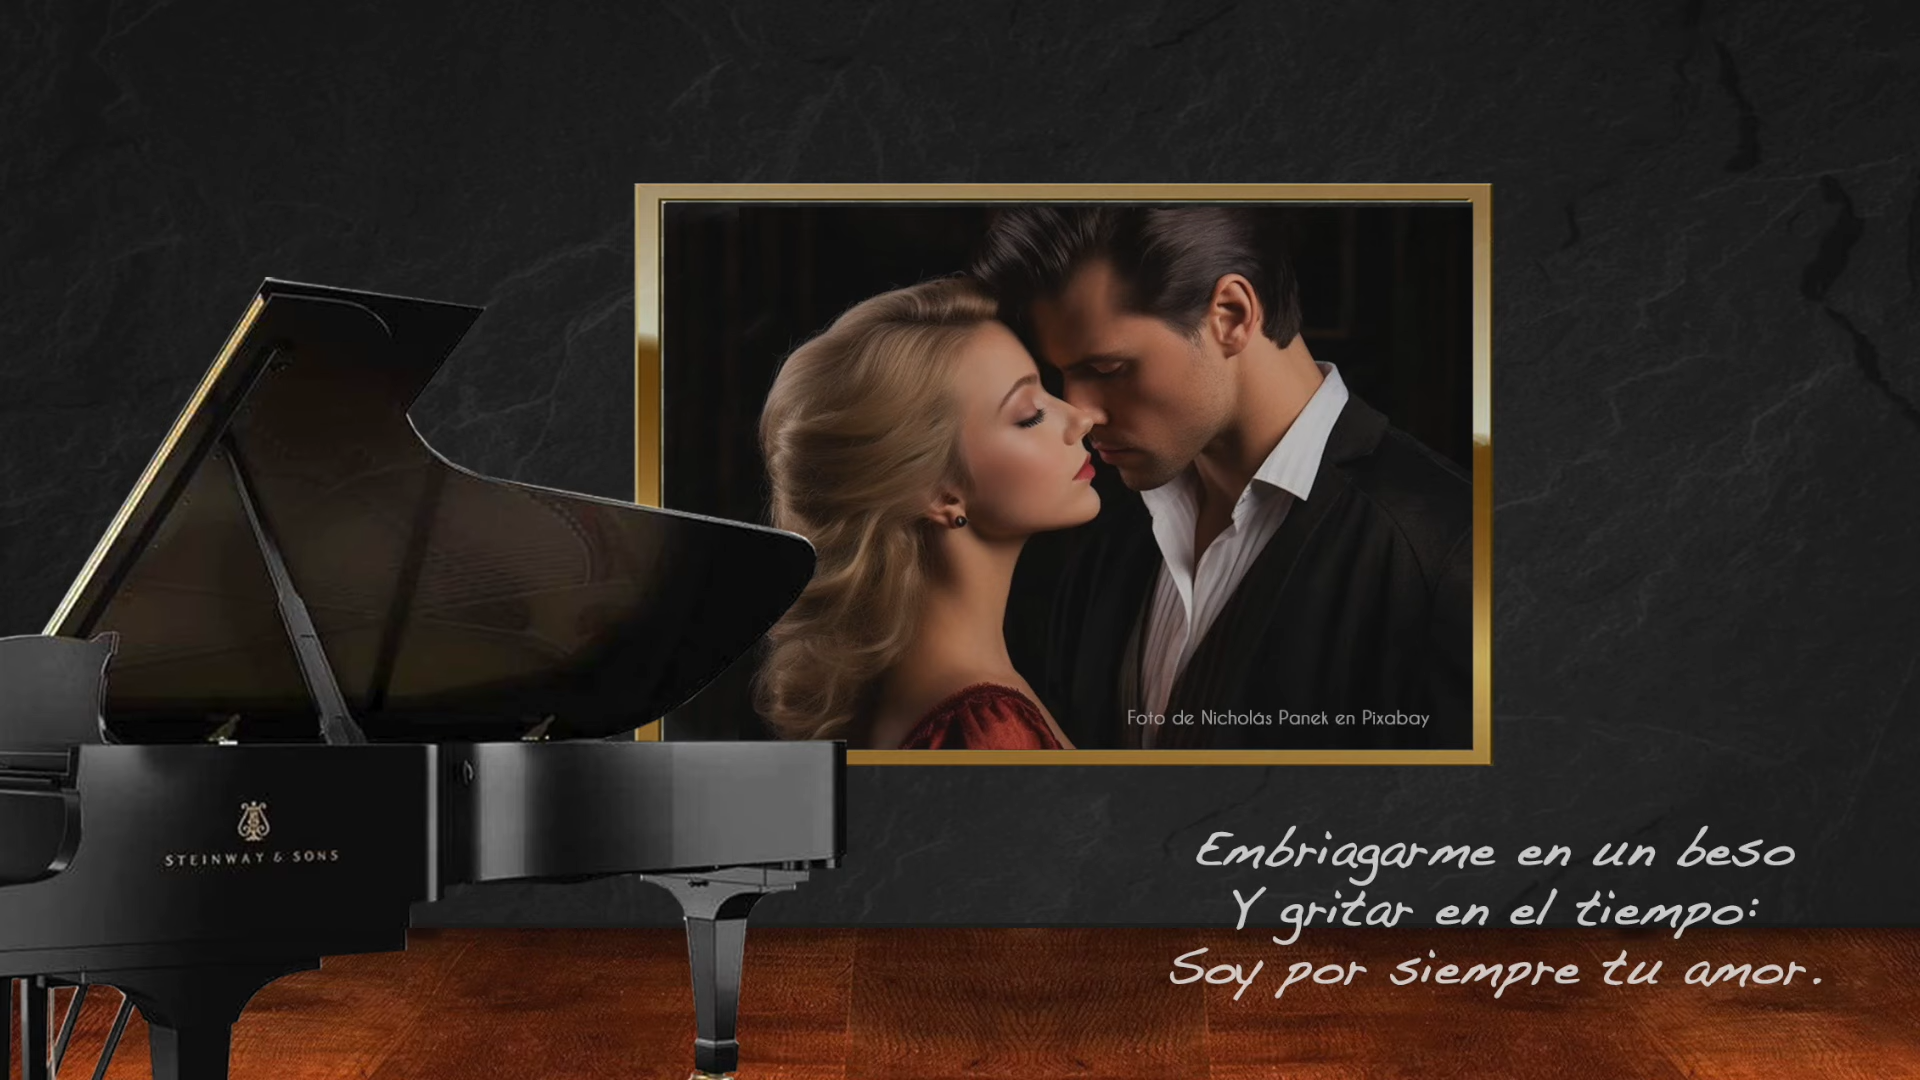 Foto de Nicholás Panek en Pixabay
STEINWAY & SONS
Embriagarme en un beso
Y gritar en el tiempo:
Soy por siempre tu amor.